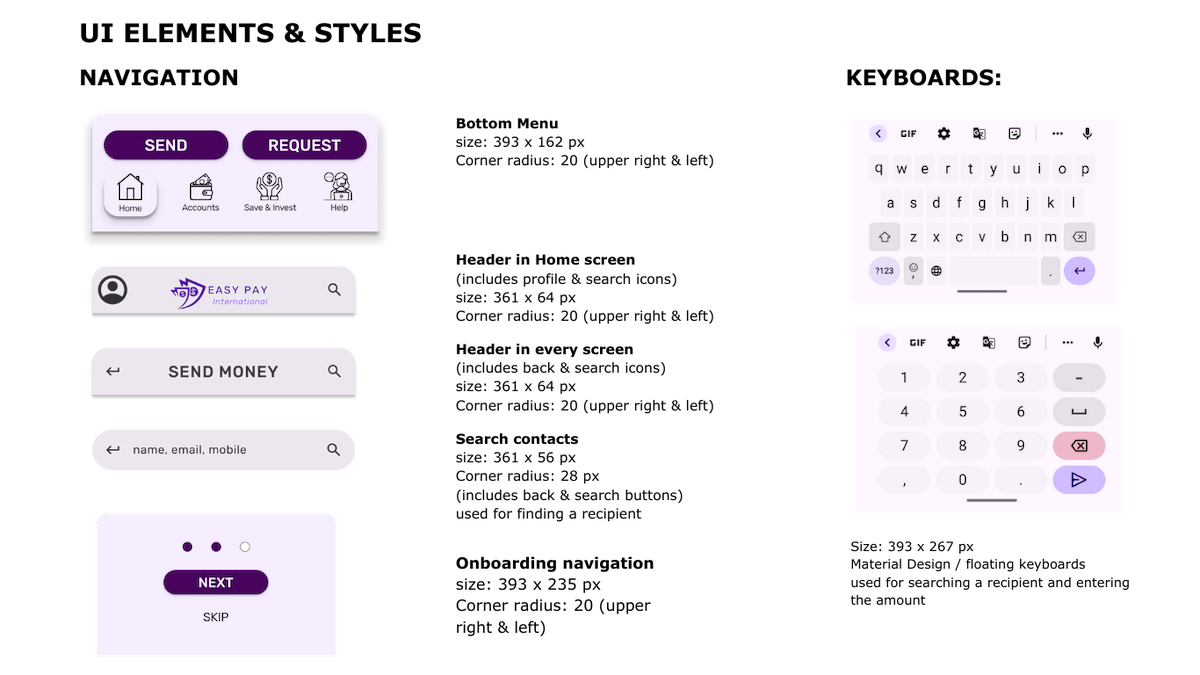 UI ELEMENTS & STYLES
NAVIGATION
SEND
REQUEST
Home
Accounts
Save & Invest
Help
EASY PAY
International
SEND MONEY
name, email, mobile
NEXT
SKIP
Bottom Menu
size: 393 x 162 px
Corner radius: 20 (upper right & left)
Header in Home screen
(includes profile & search icons)
size: 361 x 64 px
Corner radius: 20 (upper right & left)
Header in every screen
(includes back & search icons)
size: 361 x 64 px
Corner radius: 20 (upper right & left)
Search contacts
size: 361 x 56 px
Corner radius: 28 px
(includes back & search buttons)
used for finding a recipient
Onboarding navigation
size: 393 x 235 px
Corner radius: 20 (upper
right & left)
KEYBOARDS:
GIF
q w e r t y u i o p
a s d f g h j k l
z x c v b n m
?123 , .
GIF
1 2 3 -
4 5 6
7 8 9
, 0 .
Size: 393 x 267 px
Material Design / floating keyboards
used for searching a recipient and entering
the amount